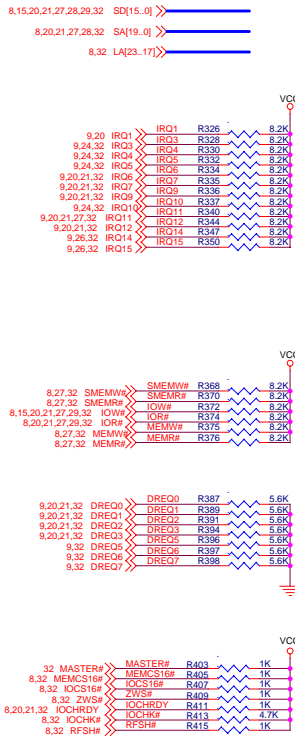 8,15,20,21,27,28,29,32 SD[15..0]
8,20,21,27,28,32 SA[19..0]
8,32 LA[23..17]
VCC
9,20 IRQ1 IRQ1 R326 8.2K
9,24,32 IRQ3 IRQ3 R328 8.2K
9,24,32 IRQ4 IRQ4 R330 8.2K
9,24,32 IRQ5 IRQ5 R332 8.2K
9,20,21,32 IRQ6 IRQ6 R334 8.2K
9,20,21,32 IRQ7 IRQ7 R335 8.2K
9,20,21,32 IRQ9 IRQ9 R336 8.2K
9,24,32 IRQ10 IRQ10 R337 8.2K
9,20,21,27,32 IRQ11 IRQ11 R340 8.2K
9,20,21,32 IRQ12 IRQ12 R344 8.2K
9,26,32 IRQ14 IRQ14 R347 8.2K
9,26,32 IRQ15 IRQ15 R350 8.2K
VCC
8,27,32 SMEMW# SMEMW# R368 8.2K
8,27,32 SMEMR# SMEMR# R370 8.2K
8,15,20,21,27,29,32 IOW# IOW# R372 8.2K
8,20,21,27,29,32 IOR# IOR# R374 8.2K
8,27,32 MEMW# MEMW# R375 8.2K
8,27,32 MEMR# MEMR# R376 8.2K
9,20,21,32 DREQ0 DREQ0 R387 5.6K
9,20,21,32 DREQ1 DREQ1 R389 5.6K
9,20,21,32 DREQ2 DREQ2 R391 5.6K
9,20,21,32 DREQ3 DREQ3 R394 5.6K
9,32 DREQ5 DREQ5 R396 5.6K
9,32 DREQ6 DREQ6 R397 5.6K
9,32 DREQ7 DREQ7 R398 5.6K
VCC
32 MASTER# MASTER# R403 1K
8,32 MEMCS16# MEMCS16# R405 1K
8,32 IOCS16# IOCS16# R407 1K
8,32 ZWS# ZWS# R409 1K
8,20,21,32 IOCHRDY IOCHRDY R411 1K
8,32 IOCHK# IOCHK# R413 4.7K
8,32 RFSH# RFSH# R415 1K